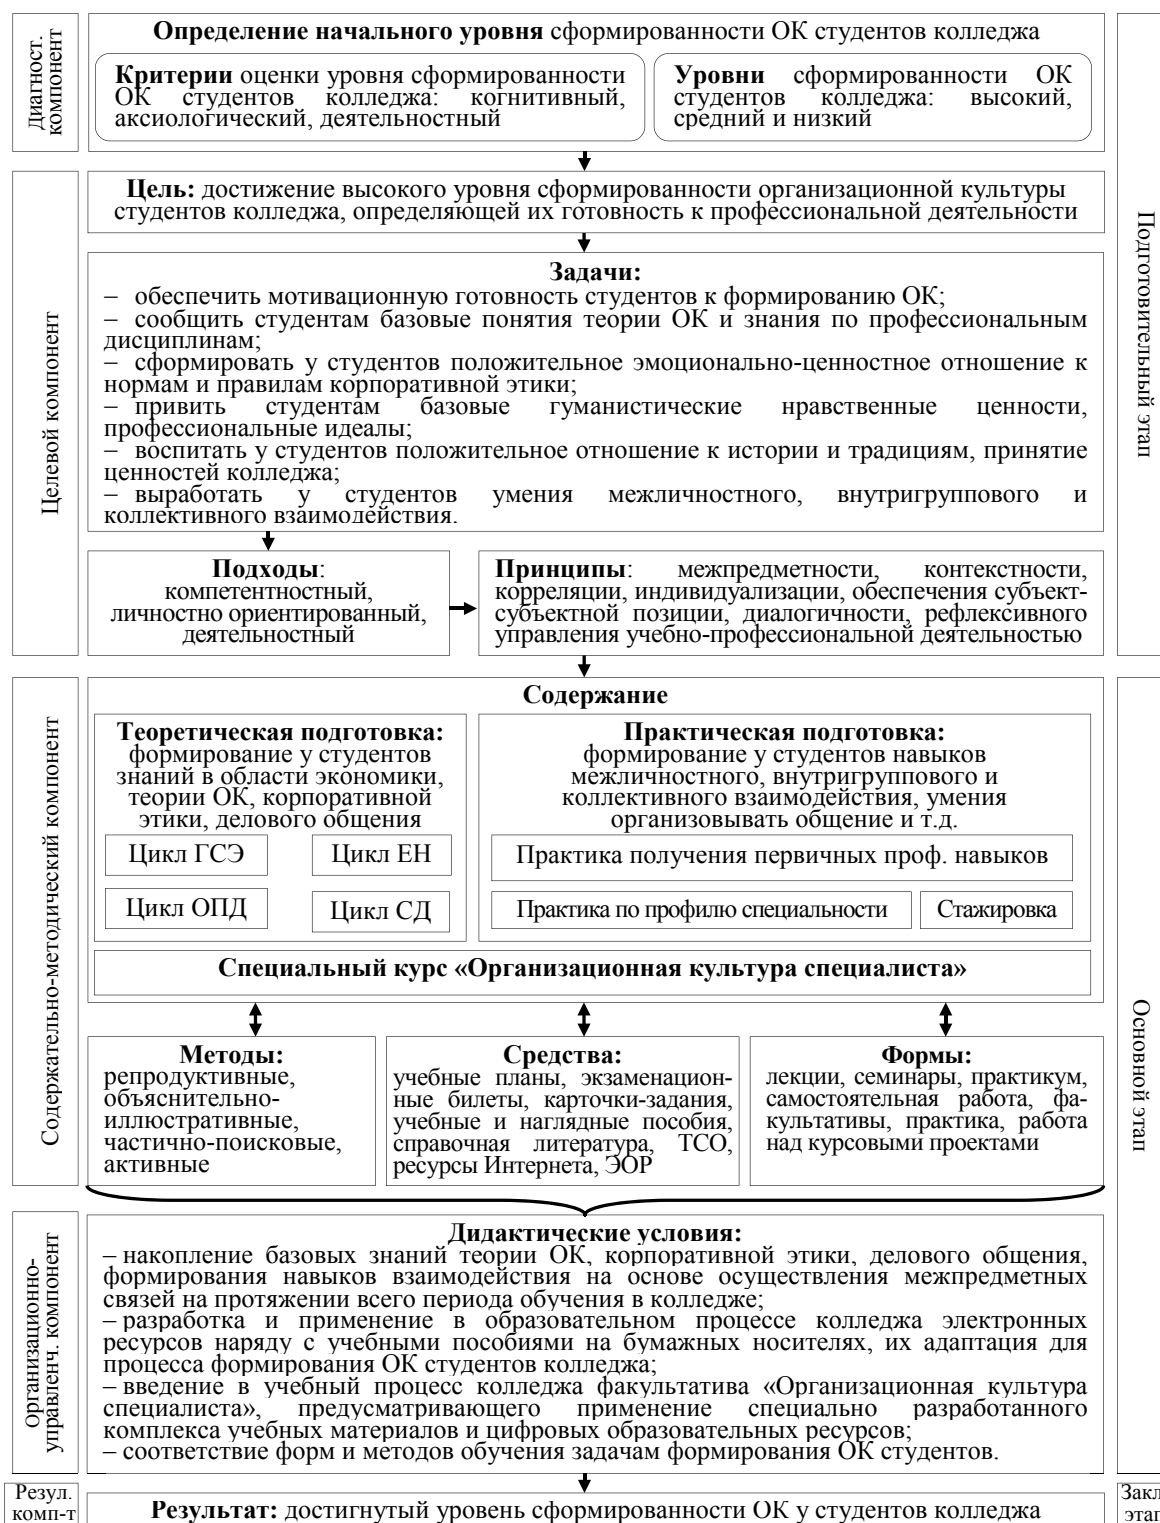 Диагност.
компонент
Определение начального уровня сформированности ОК студентов колледжа
Критерии оценки уровня сформированности
ОК студентов колледжа: когнитивный,
аксиологический, деятельностный
Уровни сформированности ОК
студентов колледжа: высокий,
средний и низкий
Подготовительный этап
Целевой компонент
Цель: достижение высокого уровня сформированности организационной культуры
студентов колледжа, определяющей их готовность к профессиональной деятельности
Задачи:
– обеспечить мотивационную готовность студентов к формированию ОК;
– сообщить студентам базовые понятия теории ОК и знания по профессиональным
дисциплинам;
– сформировать у студентов положительное эмоционально-ценностное отношение к
нормам и правилам корпоративной этики;
– привить студентам базовые гуманистические нравственные ценности,
профессиональные идеалы;
– воспитать у студентов положительное отношение к истории и традициям, принятие
ценностей колледжа;
– выработать у студентов умения межличностного, внутригруппового и
коллективного взаимодействия.
Подходы:
компетентностный,
личностно ориентированный,
деятельностный
Принципы: межпредметности, контекстности,
корреляции, индивидуализации, обеспечения субъект-
субъектной позиции, диалогичности, рефлексивного
управления учебно-профессиональной деятельностью
Содержательно-методический компонент
Основной этап
Содержание
Теоретическая подготовка:
формирование у студентов
знаний в области экономики,
теории ОК, корпоративной
этики, делового общения
Цикл ГСЭ
Цикл ЕН
Цикл ОПД
Цикл СД
Практическая подготовка:
формирование у студентов навыков
межличностного, внутригруппового и
коллективного взаимодействия, умения
организовывать общение и т.д.
Практика получения первичных проф. навыков
Практика по профилю специальности
Стажировка
Специальный курс «Организационная культура специалиста»
Методы:
репродуктивные,
объяснительно-
иллюстративные,
частично-поисковые,
активные
Средства:
учебные планы, экзаменацион-
ные билеты, карточки-задания,
учебные и наглядные пособия,
справочная литература, ТСО,
ресурсы Интернета, ЭОР
Формы:
лекции, семинары, практикум,
самостоятельная работа, фа-
культативы, практика, работа
над курсовыми проектами
Организационно-
управленч. компонент
Дидактические условия:
– накопление базовых знаний теории ОК, корпоративной этики, делового общения,
формирования навыков взаимодействия на основе осуществления межпредметных
связей на протяжении всего периода обучения в колледже;
– разработка и применение в образовательном процессе колледжа электронных
ресурсов наряду с учебными пособиями на бумажных носителях, их адаптация для
процесса формирования ОК студентов колледжа;
– введение в учебный процесс колледжа факультатива «Организационная культура
специалиста», предусматривающего применение специально разработанного
комплекса учебных материалов и цифровых образовательных ресурсов;
– соответствие форм и методов обучения задачам формирования ОК студентов.
Резул.
комп-т
Результат: достигнутый уровень сформированности ОК у студентов колледжа
Закл
этап